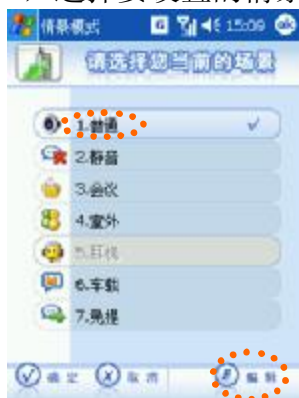 情景模式 G 15:09 ok
请选择您当前的场景
1.普通
2.静音
3.会议
4.室外
5.耳机
6.车载
7.免提
确定 取消 编辑